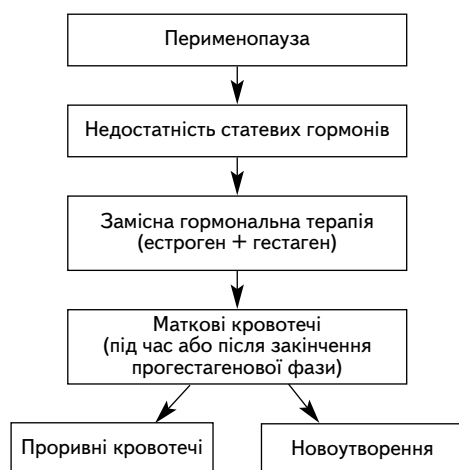 Перименопауза
Недостатність статевих гормонів
Замісна гормональна терапія
(естроген + гестаген)
Маткові кровотечі
(під час або після закінчення
прогестагенової фази)
Проривні кровотечі
Новоутворення